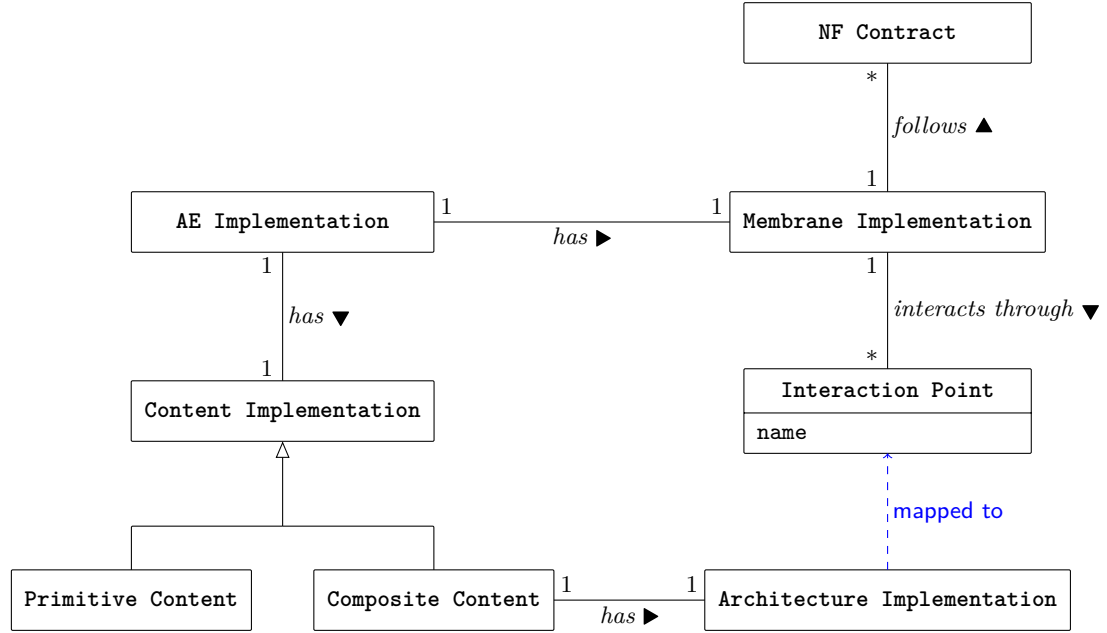 NF Contract
*
follows ▲
1
AE Implementation
1
1
Membrane Implementation
has ▶
1
1
has ▼
interacts through ▼
1
*
Content Implementation
Interaction Point
name
mapped to
Primitive Content
Composite Content
1
1
Architecture Implementation
has ▶